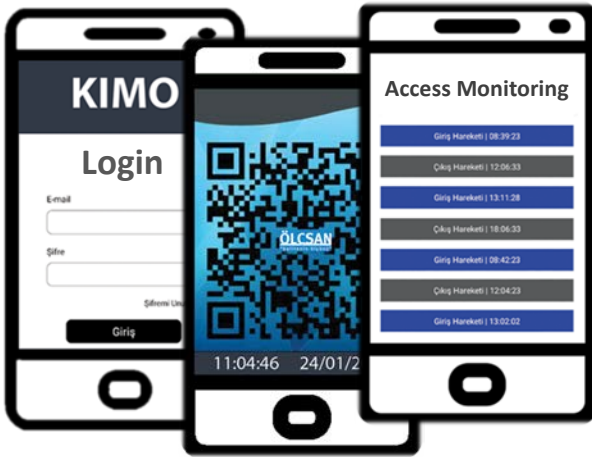 KIMO
Login
E-mail
Şifre
Şifremi
Giriş
ÖLCSAN
11:04:46 24/01/2
Access Monitoring
Giriş Hareketi | 08:39:23
Çıkış Hareketi | 12:06:33
Giriş Hareketi | 13:11:28
Çıkış Hareketi | 18:06:33
Giriş Hareketi | 08:42:23
Çıkış Hareketi | 12:04:23
Giriş Hareketi | 13:02:02